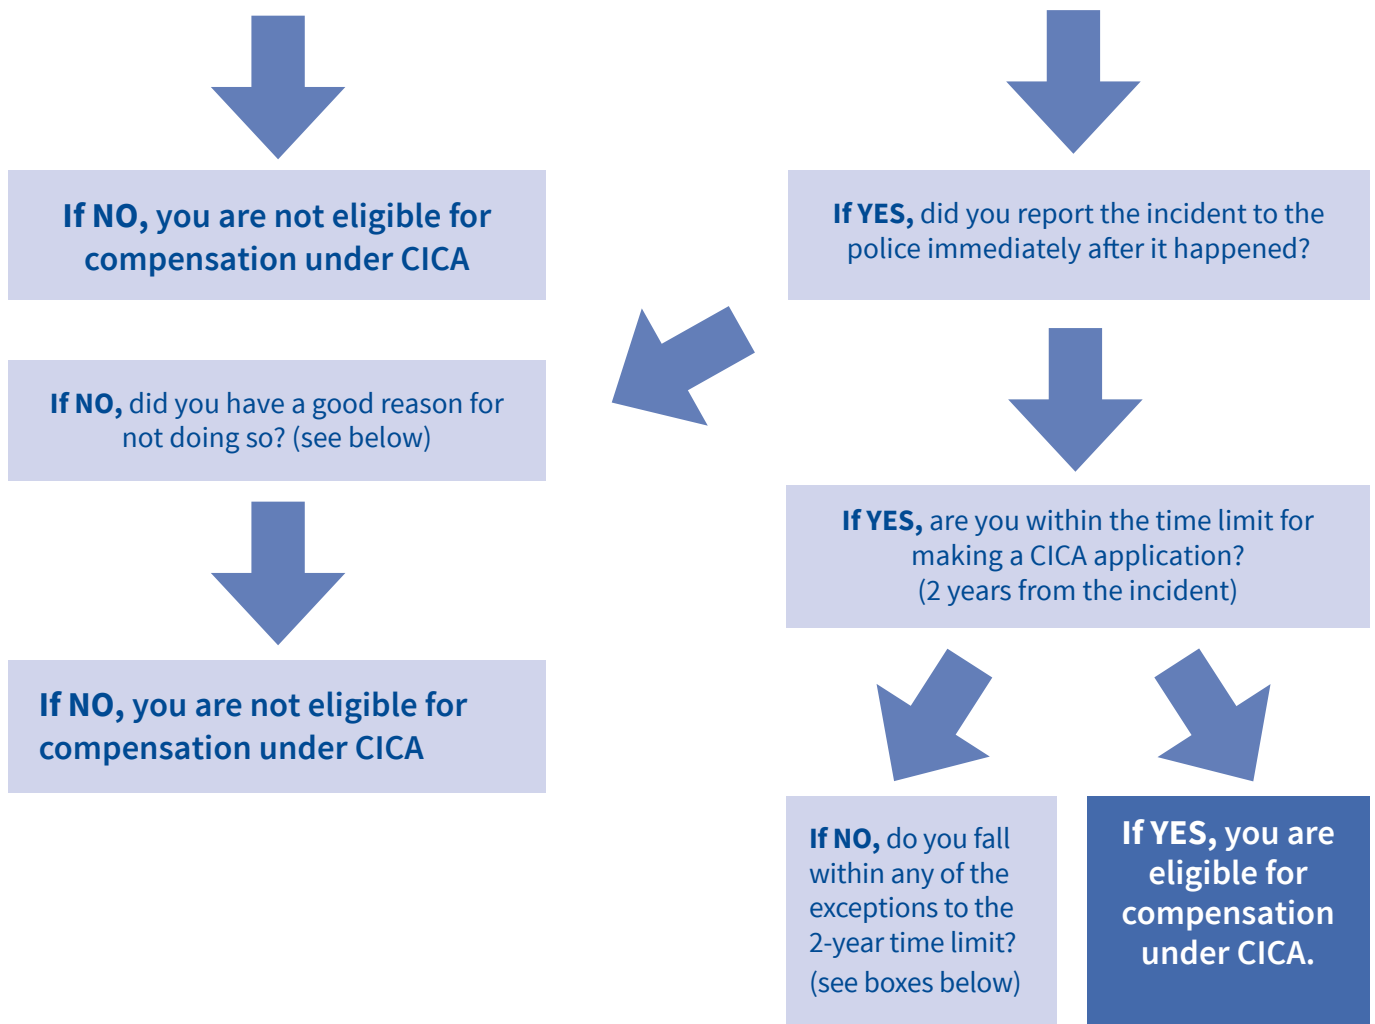 If NO, you are not eligible for
compensation under CICA
If YES, did you report the incident to the
police immediately after it happened?
If NO, did you have a good reason for
not doing so? (see below)
If YES, are you within the time limit for
making a CICA application?
(2 years from the incident)
If NO, you are not eligible for
compensation under CICA
If NO, do you fall
within any of the
exceptions to the
2-year time limit?
(see boxes below)
If YES, you are
eligible for
compensation
under CICA.